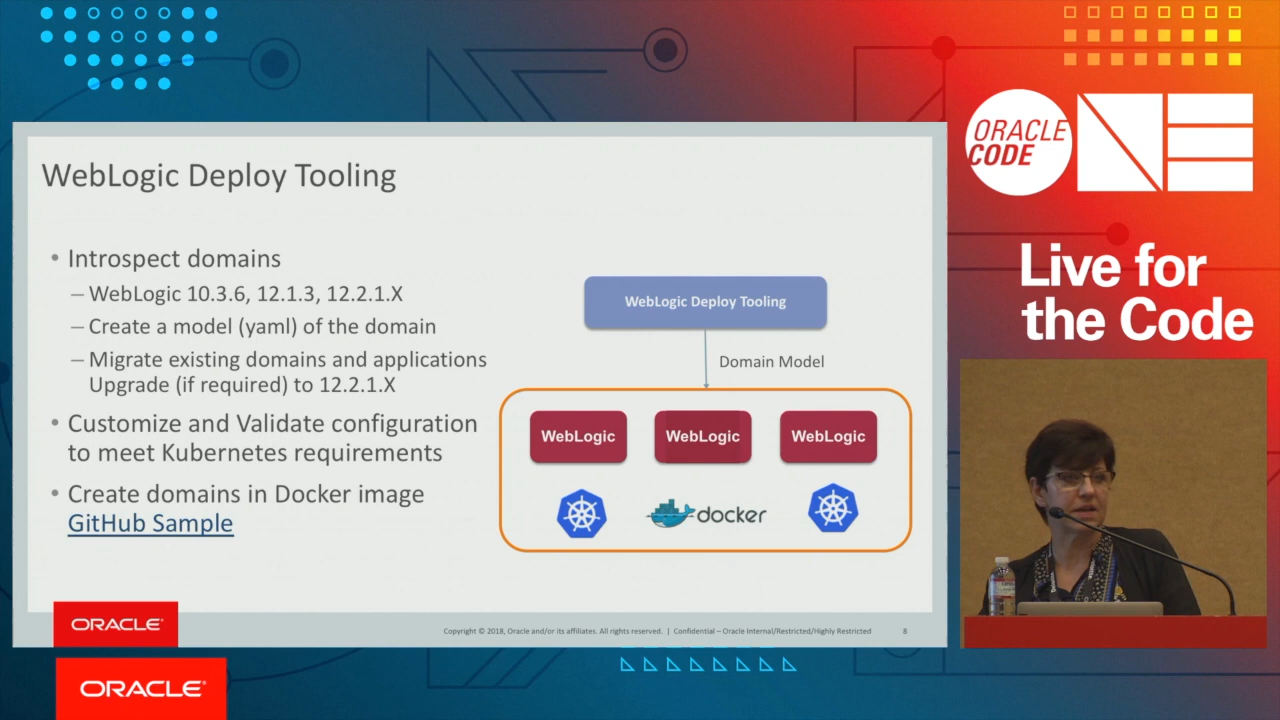 WebLogic Deploy Tooling
• Introspect domains
– WebLogic 10.3.6, 12.1.3, 12.2.1.X
– Create a model (yaml) of the domain
– Migrate existing domains and applications
Upgrade (if required) to 12.2.1.X
• Customize and Validate configuration
to meet Kubernetes requirements
• Create domains in Docker image
GitHub Sample
WebLogic Deploy Tooling
Domain Model
WebLogic
WebLogic
WebLogic
docker
ORACLE®
Copyright © 2018, Oracle and/or its affiliates. All rights reserved. | Confidential – Oracle Internal/Restricted/Highly Restricted
8
ORACLE®
ORACLE
CODE
ONE
Live for
the Code